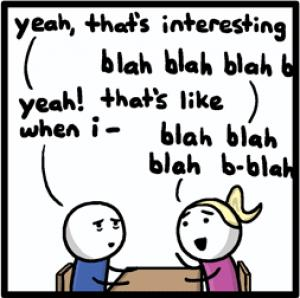 yeah, that's interesting
blah blah blah b
yeah! that's like
when i-
blah blah
blah b-blah